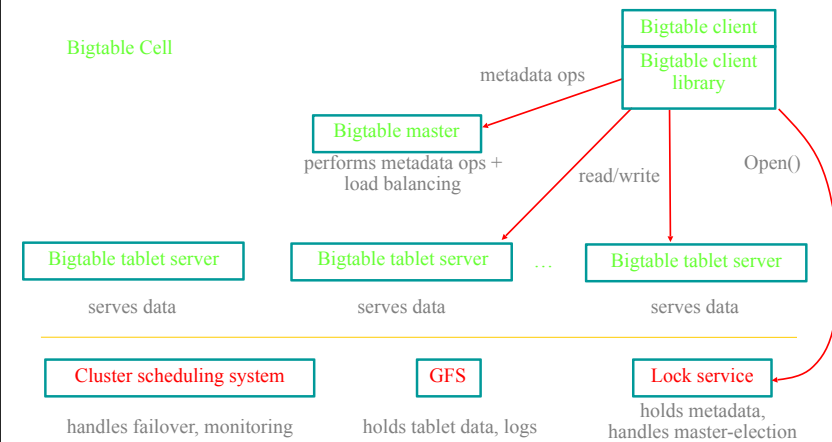 Bigtable client
Bigtable Cell
Bigtable client
library
metadata ops
Bigtable master
performs metadata ops +
load balancing
read/write
Open()
Bigtable tablet server
Bigtable tablet server
…
Bigtable tablet server
serves data
serves data
serves data
Cluster scheduling system
GFS
Lock service
handles failover, monitoring
holds tablet data, logs
holds metadata,
handles master-election